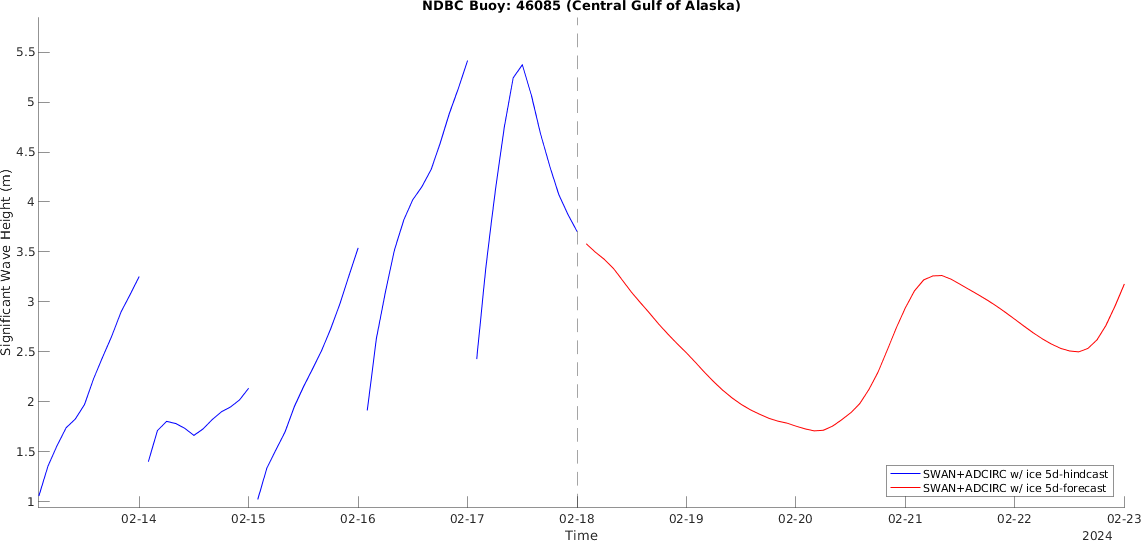 NDBC Buoy: 46085 (Central Gulf of Alaska)
5.5
5
4.5
4
3.5
3
2.5
2
1.5
1
Significant Wave Height (m)
SWAN+ADCIRC w/ ice 5d-hindcast
SWAN+ADCIRC w/ ice 5d-forecast
02-14 02-15 02-16 02-17 02-18 02-19 02-20 02-21 02-22 02-23
Time
2024